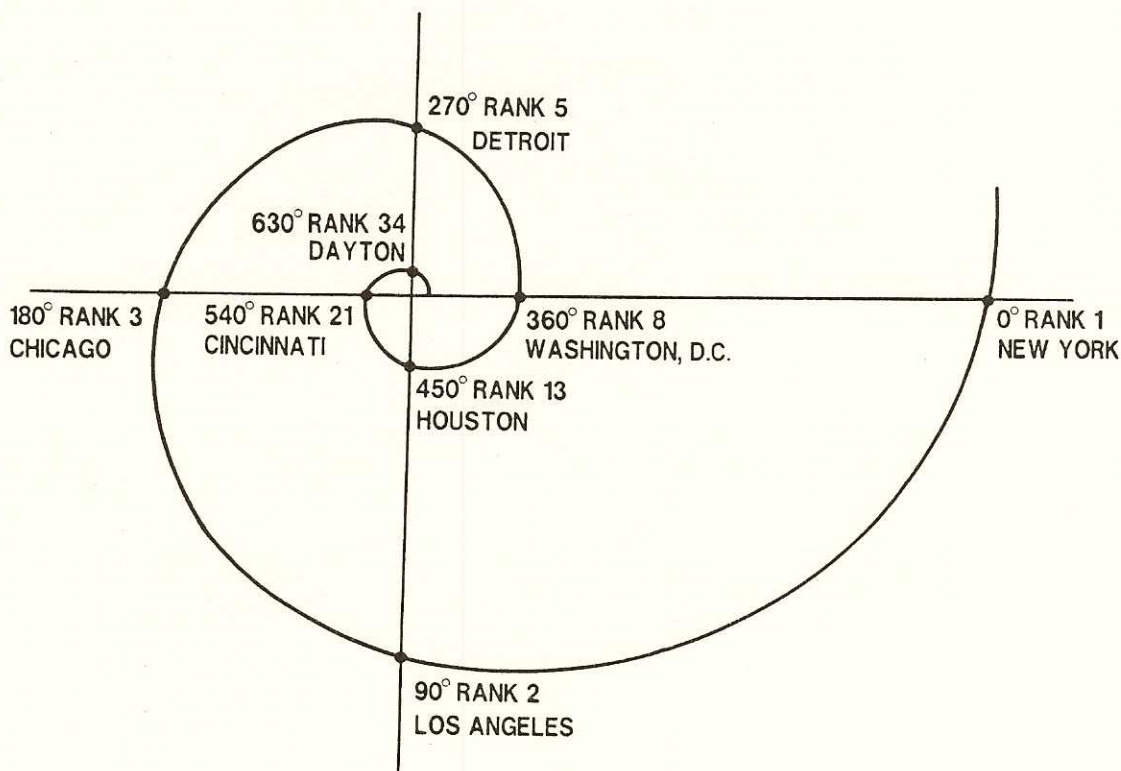 270° RANK 5
DETROIT
630° RANK 34
DAYTON
180° RANK 3
CHICAGO
540° RANK 21
CINCINNATI
360° RANK 8
WASHINGTON, D.C.
0° RANK 1
NEW YORK
450° RANK 13
HOUSTON
90° RANK 2
LOS ANGELES